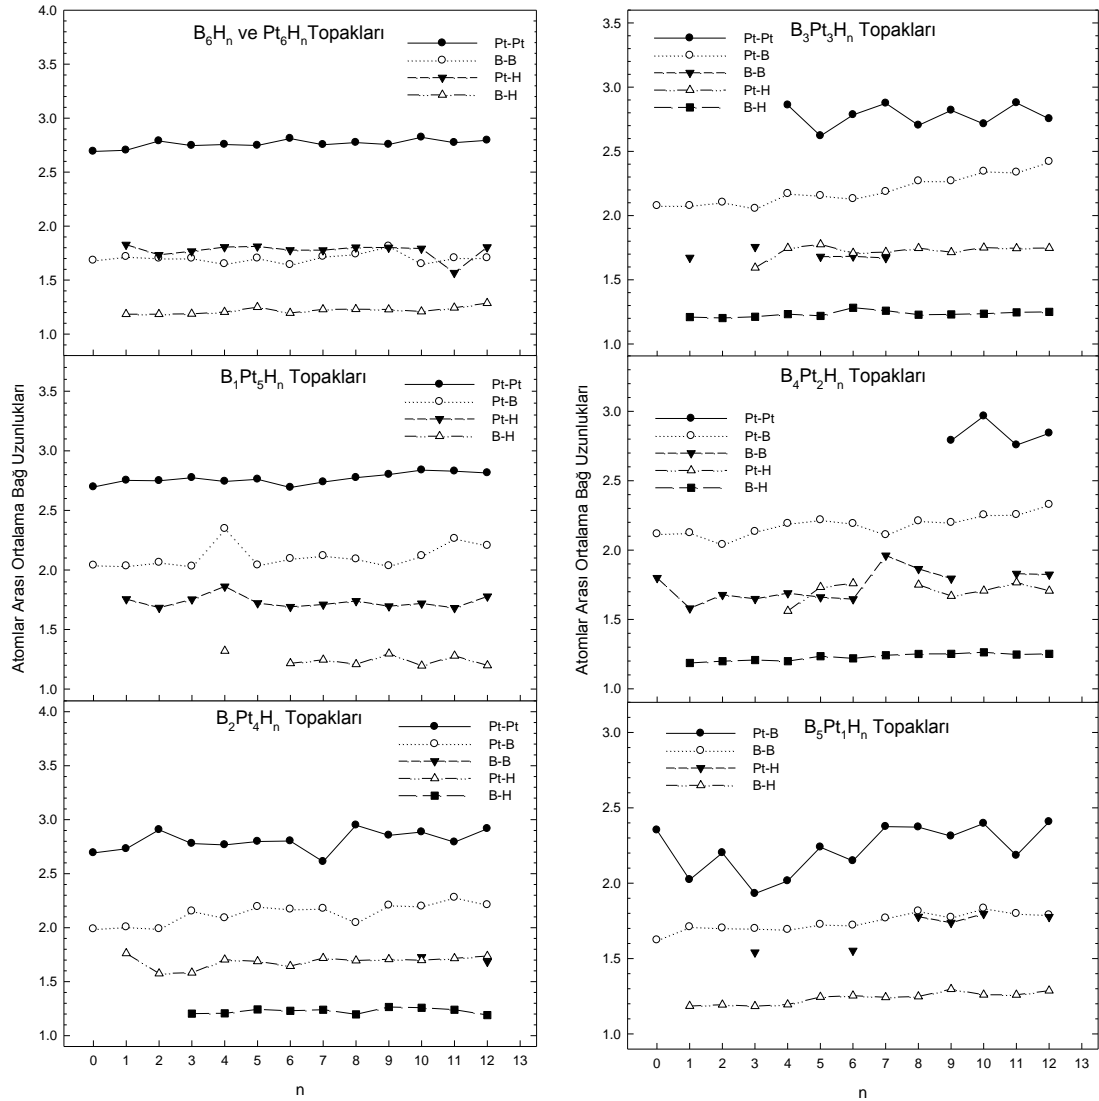 Atomlar Arası Ortalama Bağ Uzunlukları
B6Hn ve Pt6Hn Topakları
Pt-Pt
B-B
Pt-H
B-H
4.0
3.5
3.0
2.5
2.0
1.5
1.0
B1Pt5Hn Topakları
Pt-Pt
Pt-B
Pt-H
B-H
3.5
3.0
2.5
2.0
1.5
1.0
B2Pt4Hn Topakları
Pt-Pt
Pt-B
B-B
Pt-H
B-H
4.0
3.5
3.0
2.5
2.0
1.5
1.0
0 1 2 3 4 5 6 7 8 9 10 11 12 13
n
Atomlar Arası Ortalama Bağ Uzunlukları
B3Pt3Hn Topakları
Pt-Pt
Pt-B
B-B
Pt-H
B-H
3.5
3.0
2.5
2.0
1.5
1.0
B4Pt2Hn Topakları
Pt-Pt
Pt-B
B-B
Pt-H
B-H
3.0
2.5
2.0
1.5
1.0
B5Pt1Hn Topakları
Pt-B
B-B
Pt-H
B-H
3.0
2.5
2.0
1.5
1.0
0 1 2 3 4 5 6 7 8 9 10 11 12 13
n